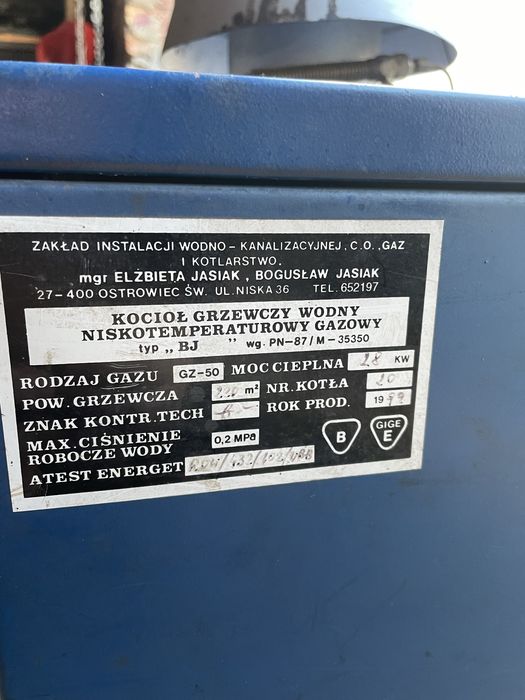 ZAKŁAD INSTALACJI WODNO - KANALIZACYJNEJ, C.O.,GAZ
I KOTLARSTWO.
mgr ELŻBIETA JASIAK, BOGUSŁAW JASIAK
27-400 OSTROWIEC ŚW. UL.NISKA 36 TEL. 652197
KOCIOŁ GRZEWCZY WODNY
NISKOTEMPERATUROWY GAZOWY
typ „BJ ” wg. PN-87/M-35350
RODZAJ GAZU GZ-50 MOC CIEPLNA 28 KW
POW. GRZEWCZA m² NR. KOTŁA 20
ZNAK KONTR. TECH ROK PROD. 1999
MAX. CIŚNIENIE
ROBOCZE WODY 0,2 MPa
B
GIGE
E
ATEST ENERGET